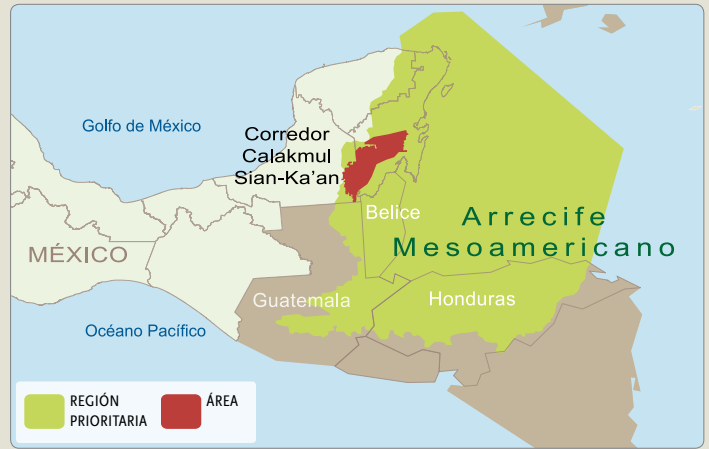 Golfo de México
Corredor
Calakmul
Sian-Ka'an
Belice
Arrecife
Mesoamericano
MÉXICO
Guatemala
Honduras
Océano Pacífico
REGIÓN
PRIORITARIA
ÁREA